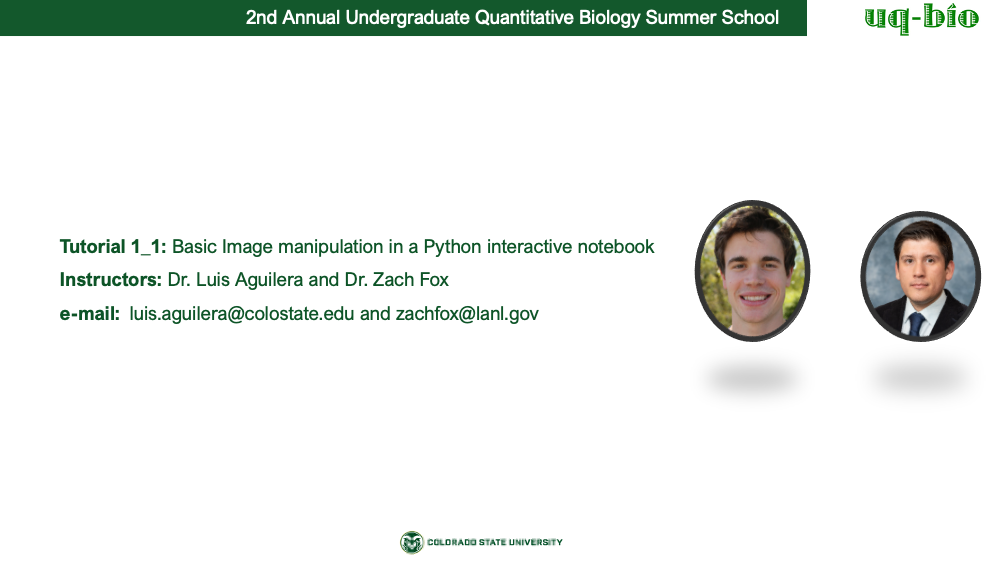 2nd Annual Undergraduate Quantitative Biology Summer School
uq-bio
Tutorial 1_1: Basic Image manipulation in a Python interactive notebook
Instructors: Dr. Luis Aguilera and Dr. Zach Fox
e-mail: luis.aguilera@colostate.edu and zachfox@lanl.gov
COLORADO STATE UNIVERSITY